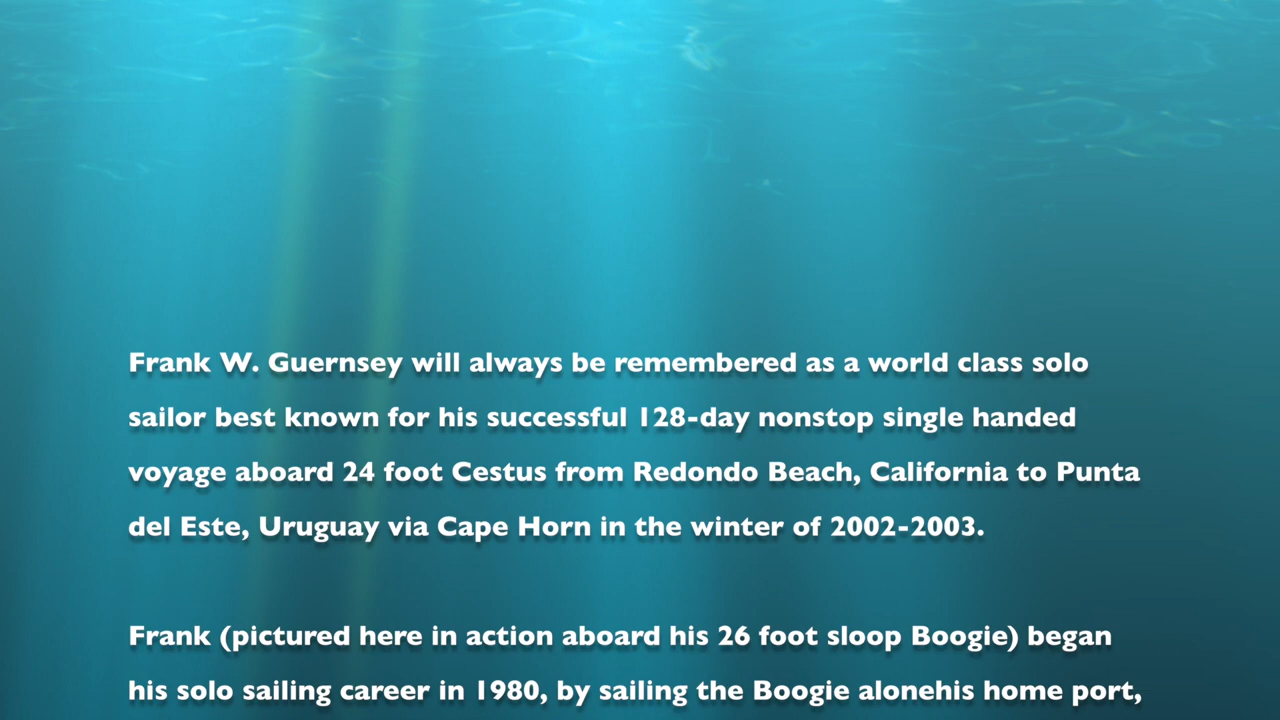 Frank W. Guernsey will always be remembered as a world class solo
sailor best known for his successful 128-day nonstop single handed
voyage aboard 24 foot Cestus from Redondo Beach, California to Punta
del Este, Uruguay via Cape Horn in the winter of 2002-2003.
Frank (pictured here in action aboard his 26 foot sloop Boogie) began
his solo sailing career in 1980, by sailing the Boogie alonehis home port,